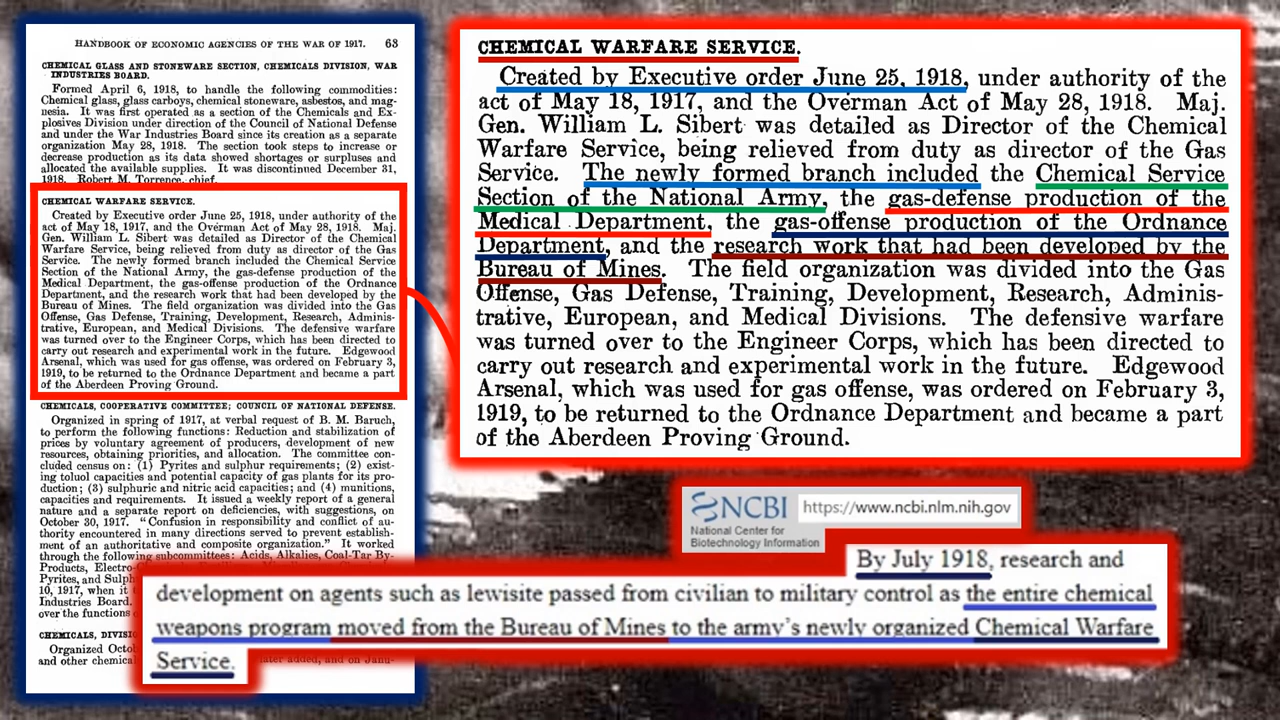 HANDBOOK OF ECONOMIC AGENCIES OF THE WAR OF 1917. 63
CHEMICAL GLASS AND STONEWARE SECTION, CHEMICALS DIVISION, WAR
INDUSTRIES BOARD.
Formed April 6, 1918, to handle the following commodities:
Chemical glass, glass carboys, chemical stoneware, asbestos, and mag-
nesia. It was first operated as a section of the Chemicals and Ex-
plosives Division under direction of the Council of National Defense
and under the War Industries Board since its creation as a separate
organization May 28, 1918. The section took steps to increase or
decrease production as its data showed shortages or surpluses and
allocated the available supplies. It was discontinued December 31,
1918. Robert M. Torrence, chief.
CHEMICAL WARFARE SERVICE.
Created by Executive order June 25, 1918, under authority of the
act of May 18, 1917, and the Overman Act of May 28, 1918. Maj.
Gen. William L. Sibert was detailed as Director of the Chemical
Warfare Service, being relieved from duty as director of the Gas
Service. The newly formed branch included the Chemical Service
Section of the National Army, the gas-defense production of the
Medical Department, the gas-offense production of the Ordnance
Department, and the research work that had been developed by the
Bureau of Mines. The field organization was divided into the Gas
Offense, Gas Defense, Training, Development, Research, Adminis-
trative, European, and Medical Divisions. The defensive warfare
was turned over to the Engineer Corps, which has been directed to
carry out research and experimental work in the future. Edgewood
Arsenal, which was used for gas offense, was ordered on February 3,
1919, to be returned to the Ordnance Department and became a part
of the Aberdeen Proving Ground.
CHEMICALS, COOPERATIVE COMMITTEE; COUNCIL OF NATIONAL DEFENSE.
Organized in spring of 1917, at verbal request of B. M. Baruch,
to perform the following functions: Reduction and stabilization of
prices by voluntary agreement of producers, development of new
resources, obtaining priorities, and allocation. The committee con-
cluded census on: (1) Pyrites and sulphur requirements; (2) exist-
ing toluol capacities and potential capacity of gas plants for its pro-
duction; (3) sulphuric and nitric acid capacities; and (4) munitions,
capacities and requirements. It issued a weekly report of a general
nature and a separate report on deficiencies, with suggestions, on
October 30, 1917. "Confusion in responsibility and conflict of au-
thority encountered in many directions served to prevent establish-
ment of an authoritative and composite organization." It worked
through the following subcommittees: Acids, Alkalies, Coal-Tar By-
Products, Electro-
Pyrites, and Sulph
10, 1917, when it
Industries Board.
over the functions
CHEMICALS, DIVISI
Organized Octo
and other chemica later added, and on Janu-
CHEMICAL WARFARE SERVICE.
Created by Executive order June 25, 1918, under authority of the
act of May 18, 1917, and the Overman Act of May 28, 1918. Maj.
Gen. William L. Sibert was detailed as Director of the Chemical
Warfare Service, being relieved from duty as director of the Gas
Service. The newly formed branch included the Chemical Service
Section of the National Army, the gas-defense production of the
Medical Department, the gas-offense production of the Ordnance
Department, and the research work that had been developed by the
Bureau of Mines. The field organization was divided into the Gas
Offense, Gas Defense, Training, Development, Research, Adminis-
trative, European, and Medical Divisions. The defensive warfare
was turned over to the Engineer Corps, which has been directed to
carry out research and experimental work in the future. Edgewood
Arsenal, which was used for gas offense, was ordered on February 3,
1919, to be returned to the Ordnance Department and became a part
of the Aberdeen Proving Ground.
NCBI https://www.ncbi.nlm.nih.gov
National Center for
Biotechnology Information
By July 1918, research and
development on agents such as lewisite passed from civilian to military control as the entire chemical
weapons program moved from the Bureau of Mines to the army's newly organized Chemical Warfare
Service.